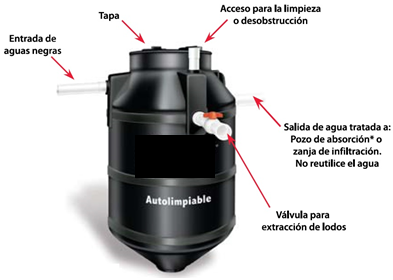 Tapa
Acceso para la limpieza
o desobstrucción
Entrada de
aguas negras
Salida de agua tratada a:
Pozo de absorción* o
zanja de infiltración.
No reutilice el agua
Autolimpiable
Válvula para
extracción de lodos